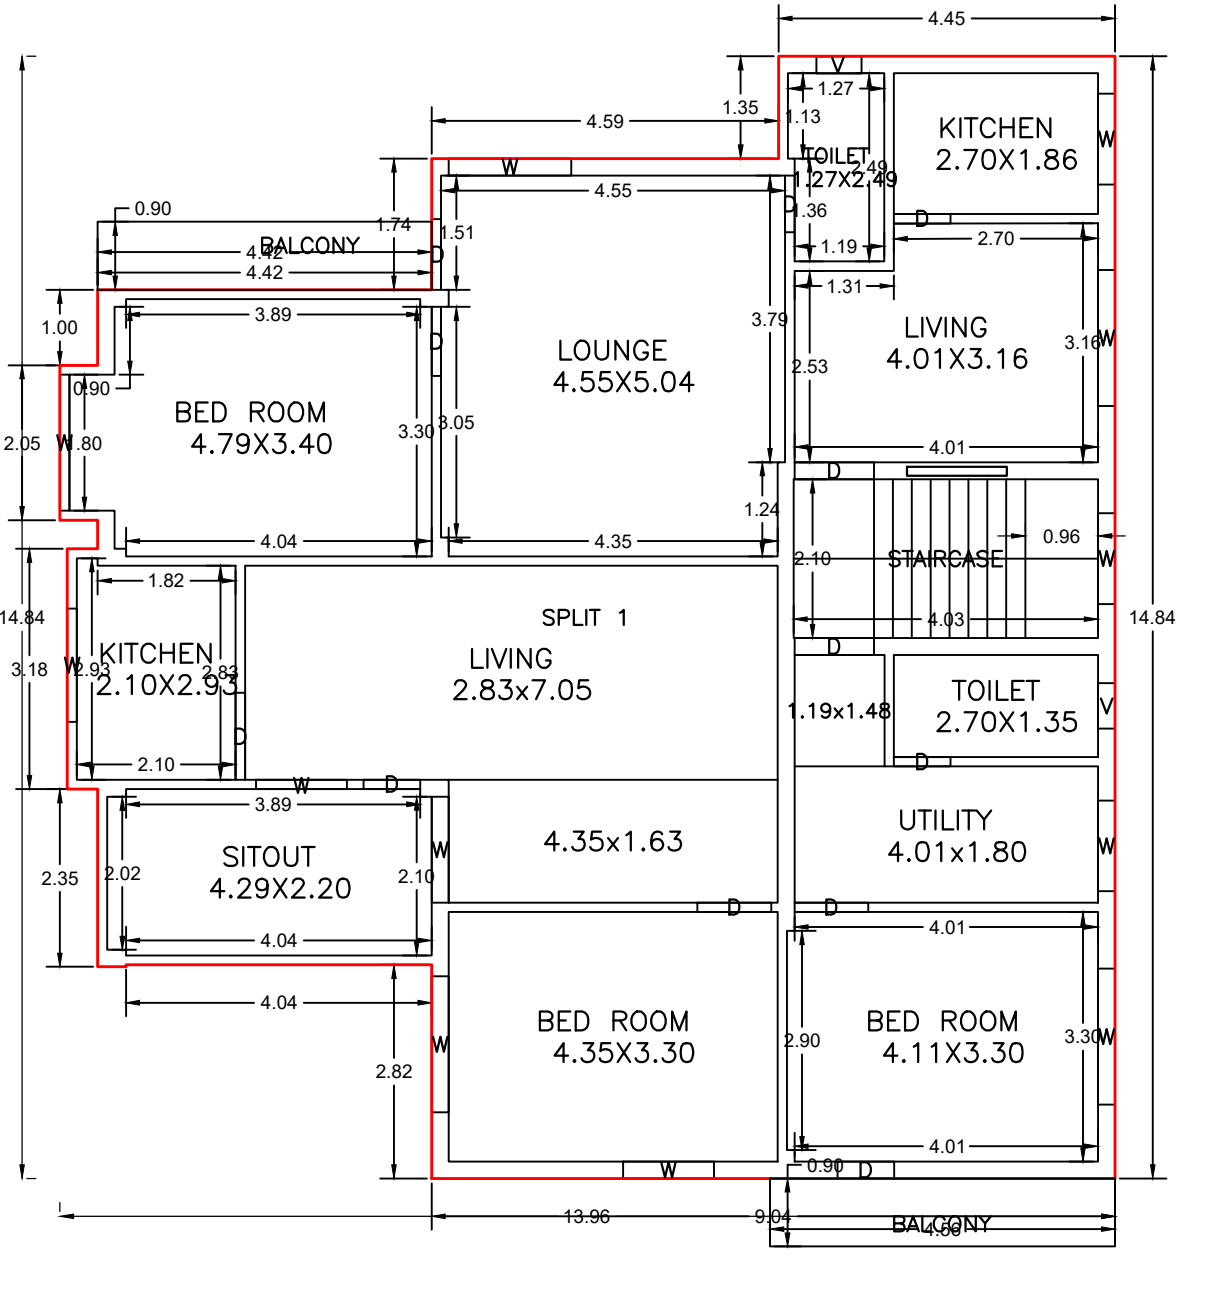 4.45
V
1.27
1.35
1.13
4.59
KITCHEN
2.70X1.86
W
TOILET
2.49
1.27X2.49
W
4.55
D
1.36
D
0.90
1.74
1.51
1.19
2.70
BALCONY
4.42
D
4.42
1.31
3.89
1.00
3.79
LIVING
4.01X3.16
3.16
W
D
LOUNGE
4.55X5.04
2.53
0.90
BED ROOM
4.79X3.40
3.30
3.05
2.05
W
1.80
4.01
D
1.24
4.04
4.35
2.10
0.96
STAIRCASE
W
1.82
14.84
SPLIT 1
4.03
14.84
D
3.18
W
2.93
KITCHEN
2.10X2.93
2.83
LIVING
2.83x7.05
TOILET
2.70X1.35
V
1.19x1.48
D
2.10
D
W
D
3.89
4.35x1.63
UTILITY
4.01x1.80
W
W
SITOUT
4.29X2.20
2.35
2.02
2.10
D
D
4.04
4.01
4.04
BED ROOM
4.35X3.30
W
BED ROOM
4.11X3.30
2.90
3.30
W
2.82
4.01
W
0.90
D
13.96
9.04
BALCONY
4.56